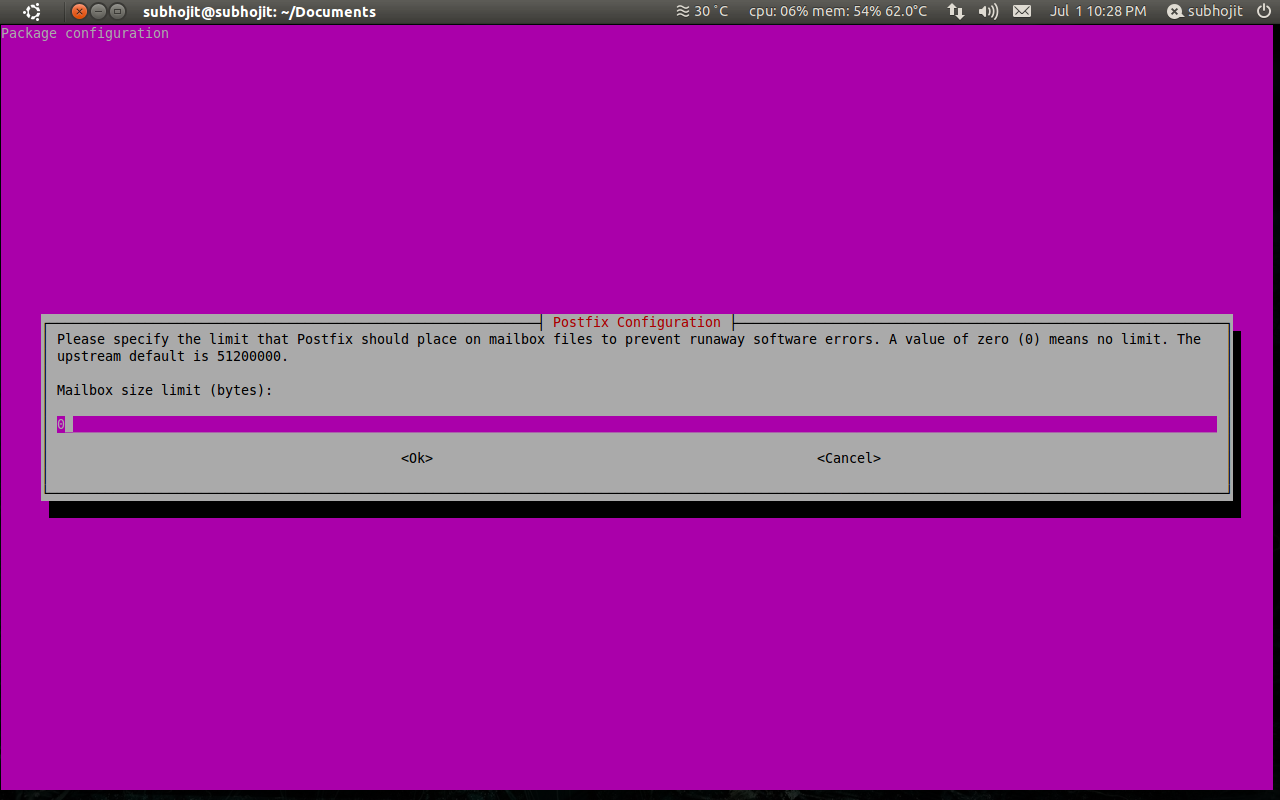 subhojit@subhojit: ~/Documents 30 °C cpu: 06% mem: 54% 62.0°C Jul 1 10:28 PM subhojit
Package configuration
Postfix Configuration
Please specify the limit that Postfix should place on mailbox files to prevent runaway software errors. A value of zero (0) means no limit. The
upstream default is 51200000.
Mailbox size limit (bytes):
0
<Ok> <Cancel>